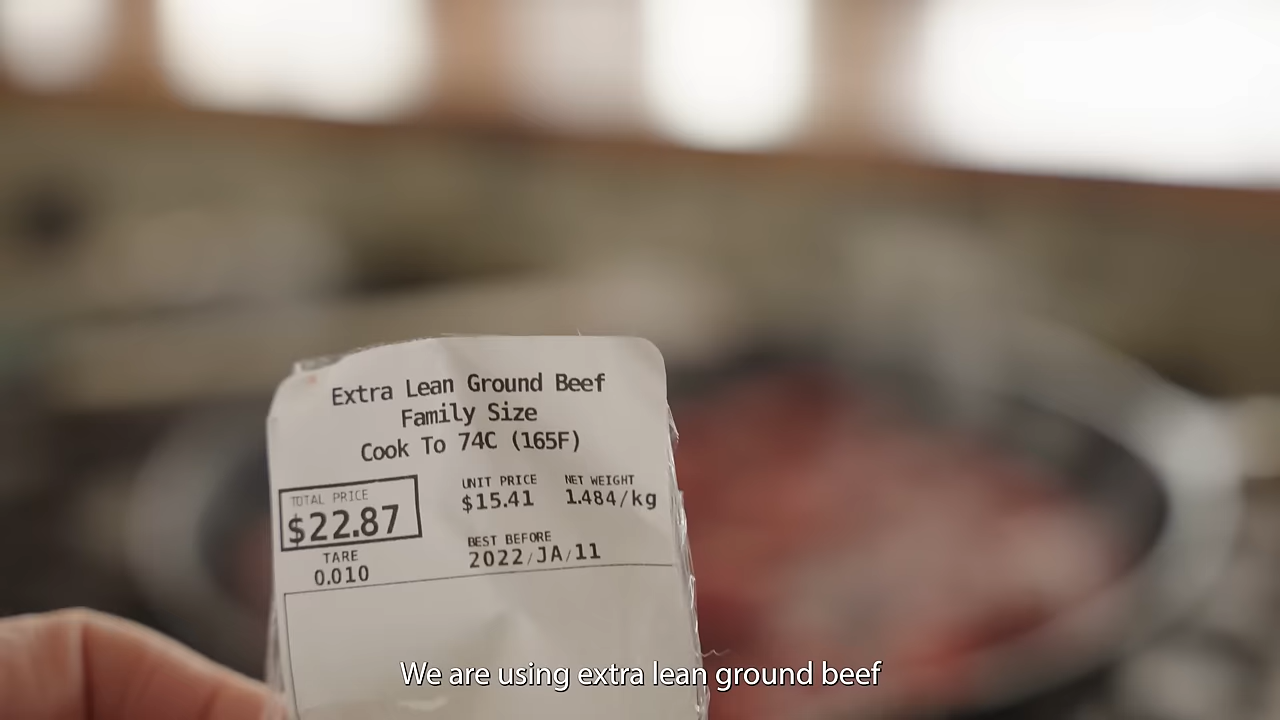 Extra Lean Ground Beef
Family Size
Cook To 74C (165F)
TOTAL PRICE
$22.87
UNIT PRICE NET WEIGHT
$15.41 1.484/kg
TARE
0.010
BEST BEFORE
2022/JA/11
We are using extra lean ground beef